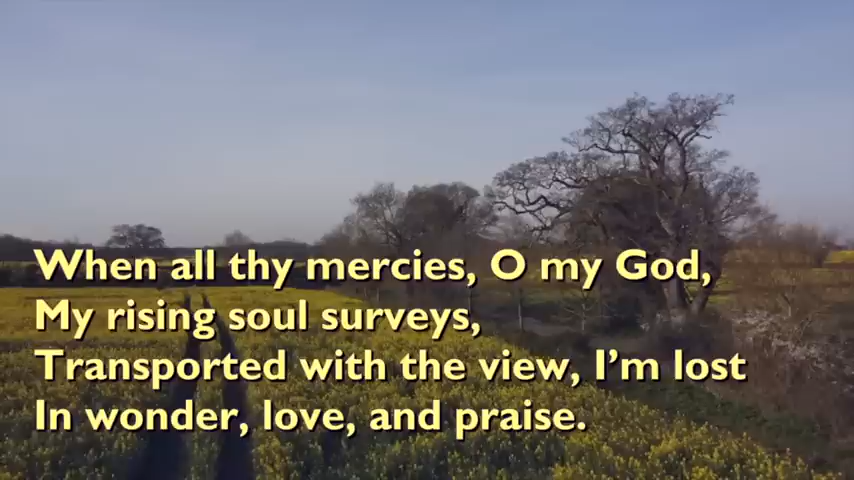 When all thy mercies, O my God,
My rising soul surveys,
Transported with the view, I'm lost
In wonder, love, and praise.